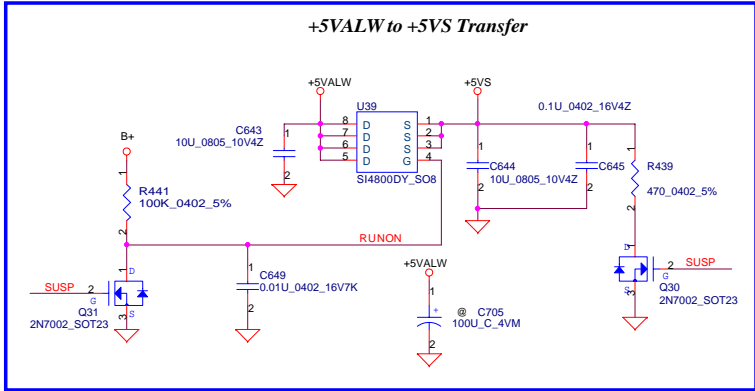 +5VALW to +5VS Transfer
+5VALW
+5VS
U39
0.1U_0402_16V4Z
B+
C643
10U_0805_10V4Z
1
2
8 D S 1
7 D S 2
6 D S 3
5 D G 4
SI4800DY_SO8
1
C644
10U_0805_10V4Z
2
1
C645
2
1
R439
470_0402_5%
2
1
R441
100K_0402_5%
2
RUNON
SUSP 2 G
1 D
Q31
3 S
2N7002_SOT23
1
C649
0.01U_0402_16V7K
2
+5VALW
1
@ C705
+
100U_C_4VM
2
1 D
2 SUSP
G
Q30
3 S
2N7002_SOT23